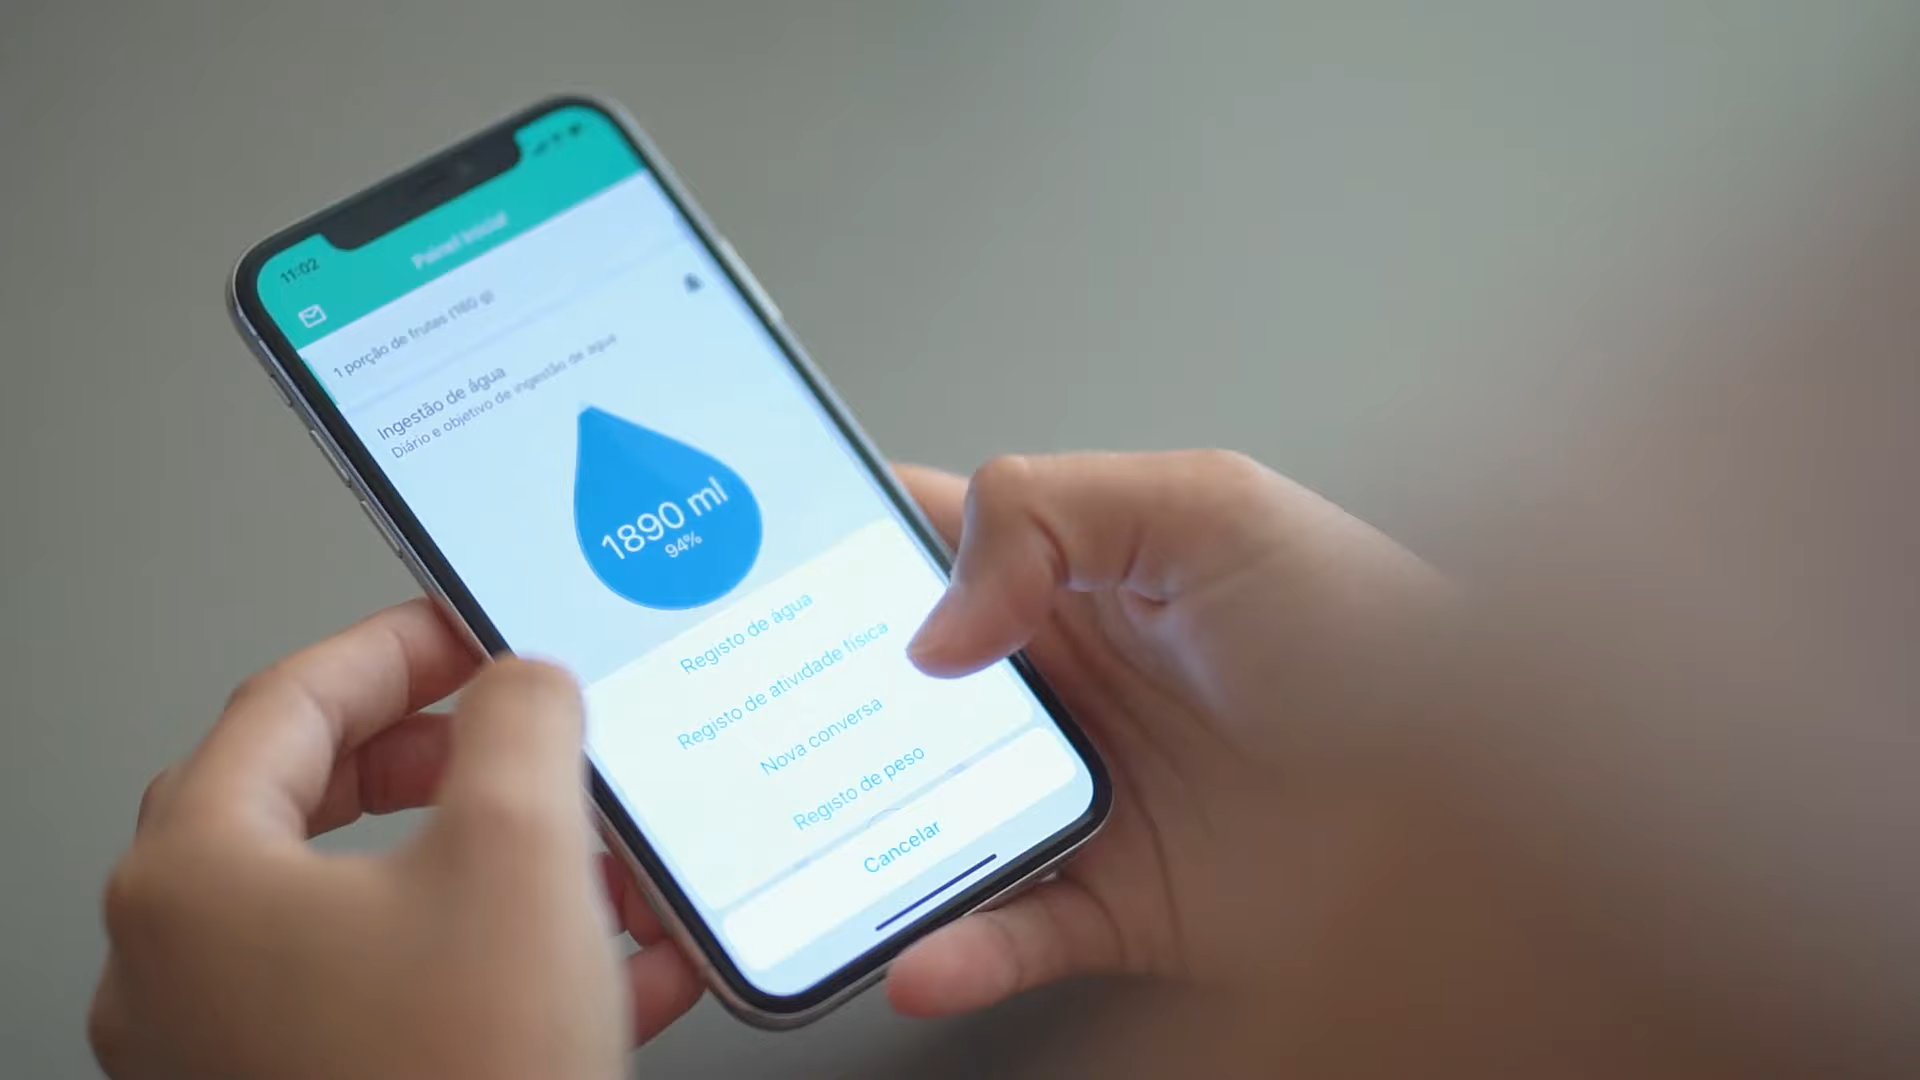 11:02
Painel Inicial
1 porção de frutas (160 g)
Ingestão de água
Diário e objetivo de ingestão de água
1890 ml
94%
Registo de água
Registo de atividade física
Nova conversa
Registo de peso
Cancelar